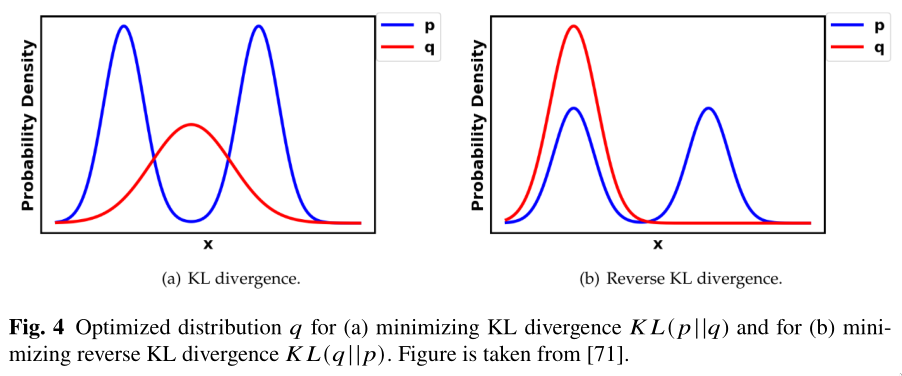 Probability Density
p
q
x
(a) KL divergence.
Probability Density
p
q
x
(b) Reverse KL divergence.
Fig. 4 Optimized distribution q for (a) minimizing KL divergence KL(p||q) and for (b) mini-
mizing reverse KL divergence KL(q||p). Figure is taken from [71].